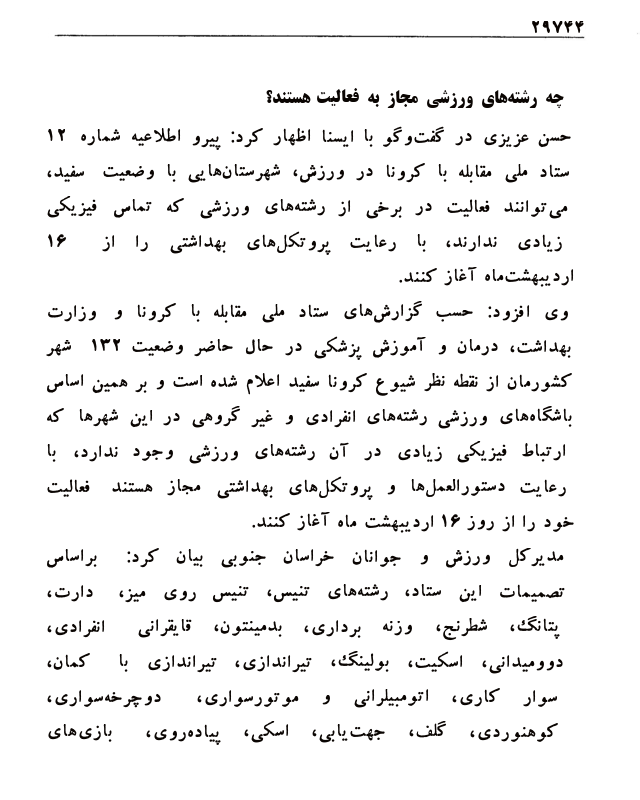 ۲۹۷۴۴
چه رشته‌های ورزشی مجاز به فعالیت هستند؟
حسن عزیزی در گفت‌وگو با ایسنا اظهار کرد: پیرو اطلاعیه شماره ۱۲
ستاد ملی مقابله با کرونا در ورزش، شهرستان‌هایی با وضعیت سفید،
می‌توانند فعالیت در برخی از رشته‌های ورزشی که تماس فیزیکی
زیادی ندارند، با رعایت پروتکل‌های بهداشتی را از ۱۶
اردیبهشت‌ماه آغاز کنند.
وی افزود: حسب گزارش‌های ستاد ملی مقابله با کرونا و وزارت
بهداشت، درمان و آموزش پزشکی در حال حاضر وضعیت ۱۳۲ شهر
کشورمان از نقطه نظر شیوع کرونا سفید اعلام شده است و بر همین اساس
باشگاه‌های ورزشی رشته‌های انفرادی و غیر گروهی در این شهرها که
ارتباط فیزیکی زیادی در آن رشته‌های ورزشی وجود ندارد، با
رعایت دستورالعمل‌ها و پروتکل‌های بهداشتی مجاز هستند فعالیت
خود را از روز ۱۶ اردیبهشت ماه آغاز کنند.
مدیرکل ورزش و جوانان خراسان جنوبی بیان کرد: براساس
تصمیمات این ستاد، رشته‌های تنیس، تنیس روی میز، دارت،
پتانگ، شطرنج، وزنه برداری، بدمینتون، قایقرانی انفرادی،
دوومیدانی، اسکیت، بولینگ، تیراندازی، تیراندازی با کمان،
سوار کاری، اتومبیلرانی و موتورسواری، دوچرخه‌سواری،
کوهنوردی، گلف، جهت‌یابی، اسکی، پیاده‌روی، بازی‌های